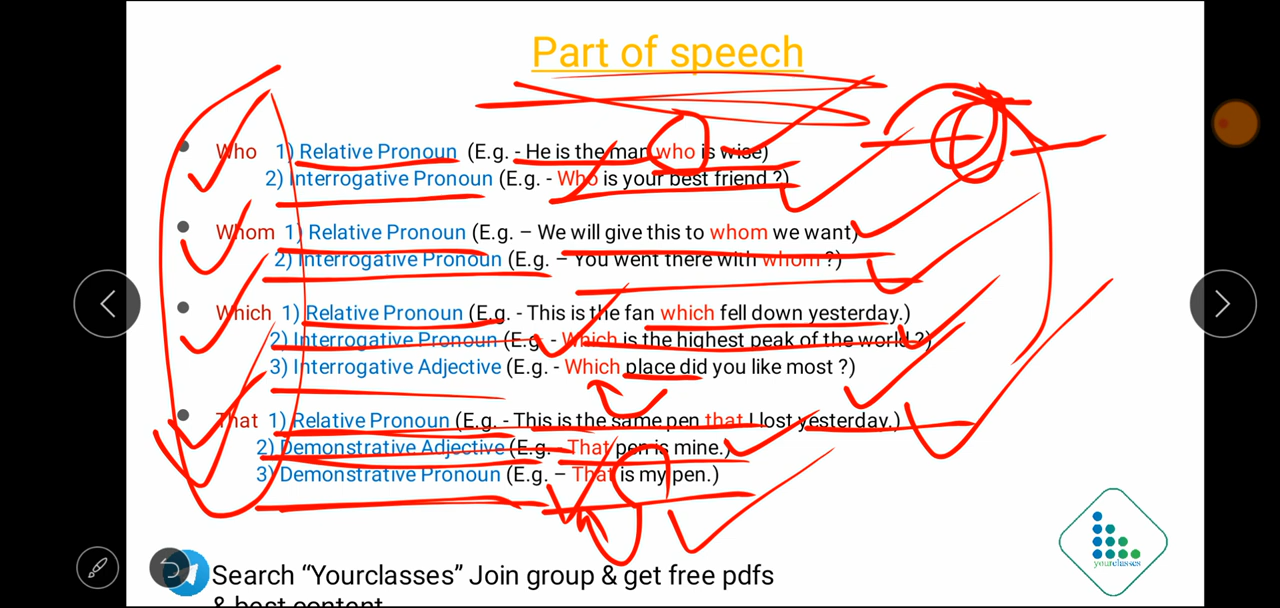 Part of speech
Who 1) Relative Pronoun (E.g. - He is the man who is wise)
2) Interrogative Pronoun (E.g. - Who is your best friend ?)
Whom 1) Relative Pronoun (E.g. – We will give this to whom we want)
2) Interrogative Pronoun (E.g. – You went there with whom ?)
Which 1) Relative Pronoun (E.g. - This is the fan which fell down yesterday.)
2) Interrogative Pronoun (E.g. - Which is the highest peak of the world ?)
3) Interrogative Adjective (E.g. - Which place did you like most ?)
That 1) Relative Pronoun (E.g. - This is the same pen that I lost yesterday.)
2) Demonstrative Adjective (E.g. - That pen is mine.)
3) Demonstrative Pronoun (E.g. – That is my pen.)
yourclasses
Search “Yourclasses” Join group & get free pdfs
& best content